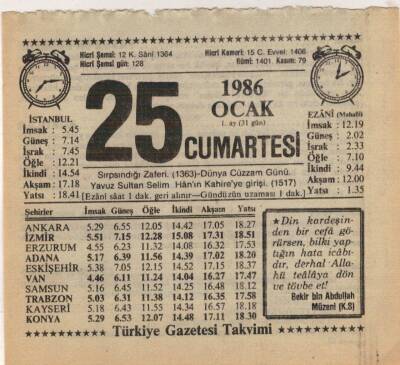 Hicri Şemsi: 12 K. Sâni 1364
Hicri Şemsi gün: 128
Hicri Kameri: 15 C. Evvel: 1406
Rûmi: 1401 Kasım: 79
25
1986
OCAK
1. ay (31 gün)
CUMARTESİ
İSTANBUL
İmsak : 5.45
Güneş : 7.14
İşrak : 7.45
Öğle : 12.21
İkindi : 14.54
Akşam : 17.18
Yatsı : 18.41
EZÂNİ (Mahallî)
İmsak : 12.19
Güneş : 2.02
İşrak : 2.33
Öğle : 7.10
İkindi : 9.44
Akşam : 12.00
Yatsı : 1.35
Sırpsındığı Zaferi. (1363)-Dünya Cüzzam Günü.
Yavuz Sultan Selim Hân'ın Kahire'ye girişi. (1517)
[Ezânî sâat 1 dak. geri alınır—Gündüzün uzaması 1 dak.]
Şehirler İmsak Güneş Öğle İkindi Akşam Yatsı
ANKARA 5.29 6.55 12.05 14.42 17.05 18.27
İZMİR 5.51 7.15 12.28 15.08 17.31 18.51
ERZURUM 4.55 6.23 11.32 14.08 16.32 17.53
ADANA 5.17 6.39 11.56 14.39 17.02 18.20
ESKİŞEHİR 5.38 7.05 12.15 14.52 17.15 18.37
VAN 4.46 6.11 11.24 14.04 16.27 17.47
SAMSUN 5.16 6.45 11.52 14.25 16.48 18.12
TRABZON 5.03 6.31 11.38 14.12 16.35 17.58
KAYSERİ 5.18 6.43 11.55 14.34 16.57 18.18
KONYA 5.29 6.53 12.07 14.48 17.11 18.30
★ Din kardeşin-
den bir cefâ gö-
rürsen, bilki yap-
tığın hata icâbı-
dır, derhal Alla-
hü teâlâya dön
ve tövbe et!
Bekir bin Abdullah
Müzenî (K.S)
Türkiye Gazetesi Takvimi